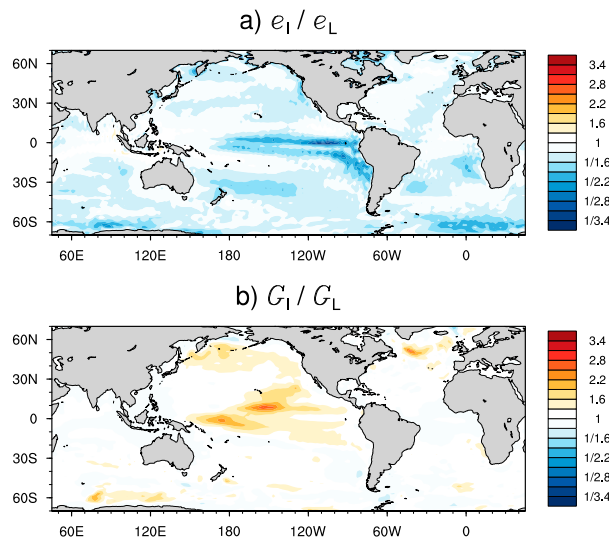 a) e_I / e_L
60N
30N
0
30S
60S
60E 120E 180 120W 60W 0
3.4
2.8
2.2
1.6
1
1/1.6
1/2.2
1/2.8
1/3.4
b) G_I / G_L
60N
30N
0
30S
60S
60E 120E 180 120W 60W 0
3.4
2.8
2.2
1.6
1
1/1.6
1/2.2
1/2.8
1/3.4